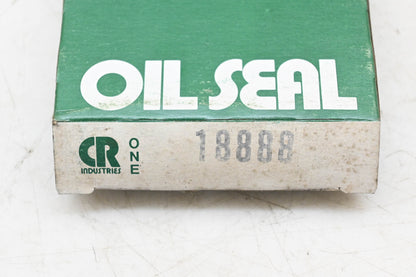 OIL SEAL
CR INDUSTRIES ONE 18888